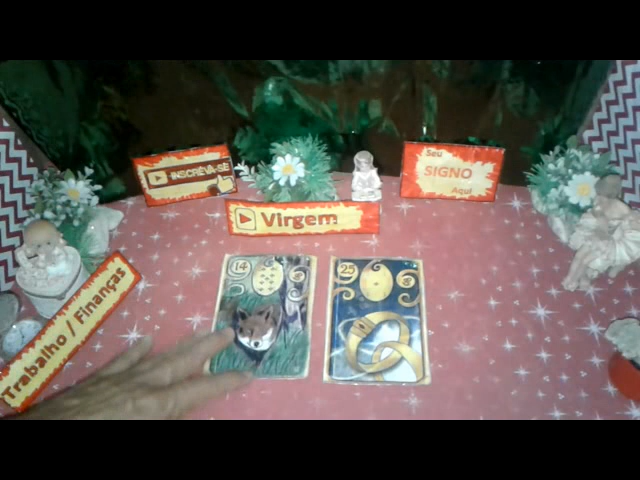 INSCREVA-SE
Seu
SIGNO
Aqui
Virgem
Trabalho / Finanças
14
25